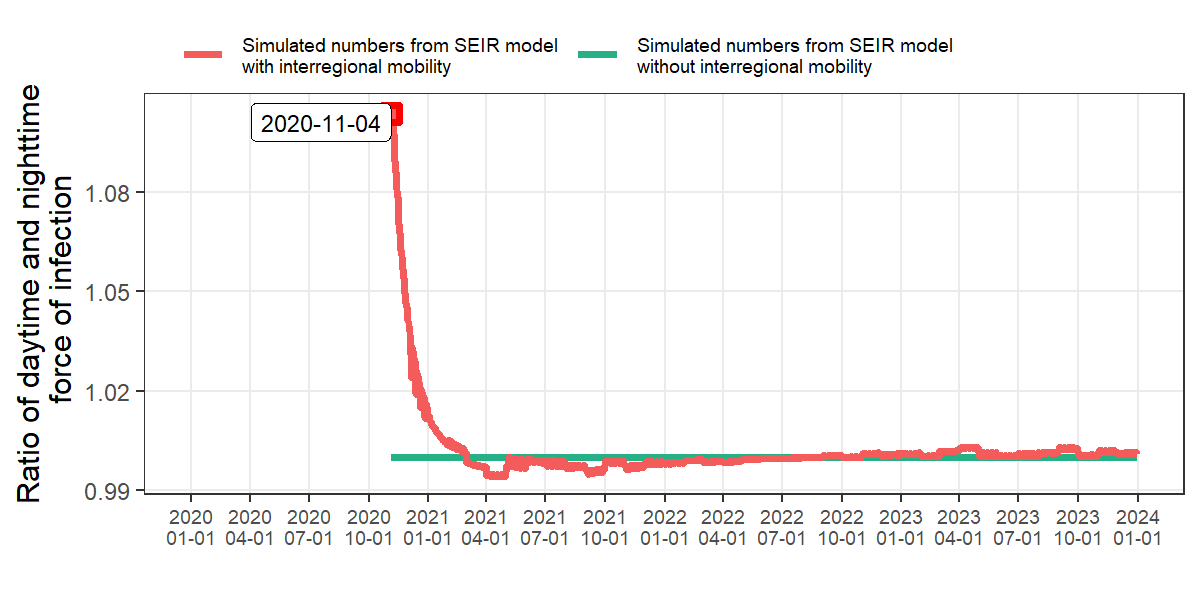 Simulated numbers from SEIR model
with interregional mobility
Simulated numbers from SEIR model
without interregional mobility
Ratio of daytime and nighttime
force of infection
2020-11-04
1.08
1.05
1.02
0.99
2020 2020 2020 2020 2021 2021 2021 2021 2022 2022 2022 2022 2023 2023 2023 2023 2024
01-01 04-01 07-01 10-01 01-01 04-01 07-01 10-01 01-01 04-01 07-01 10-01 01-01 04-01 07-01 10-01 01-01